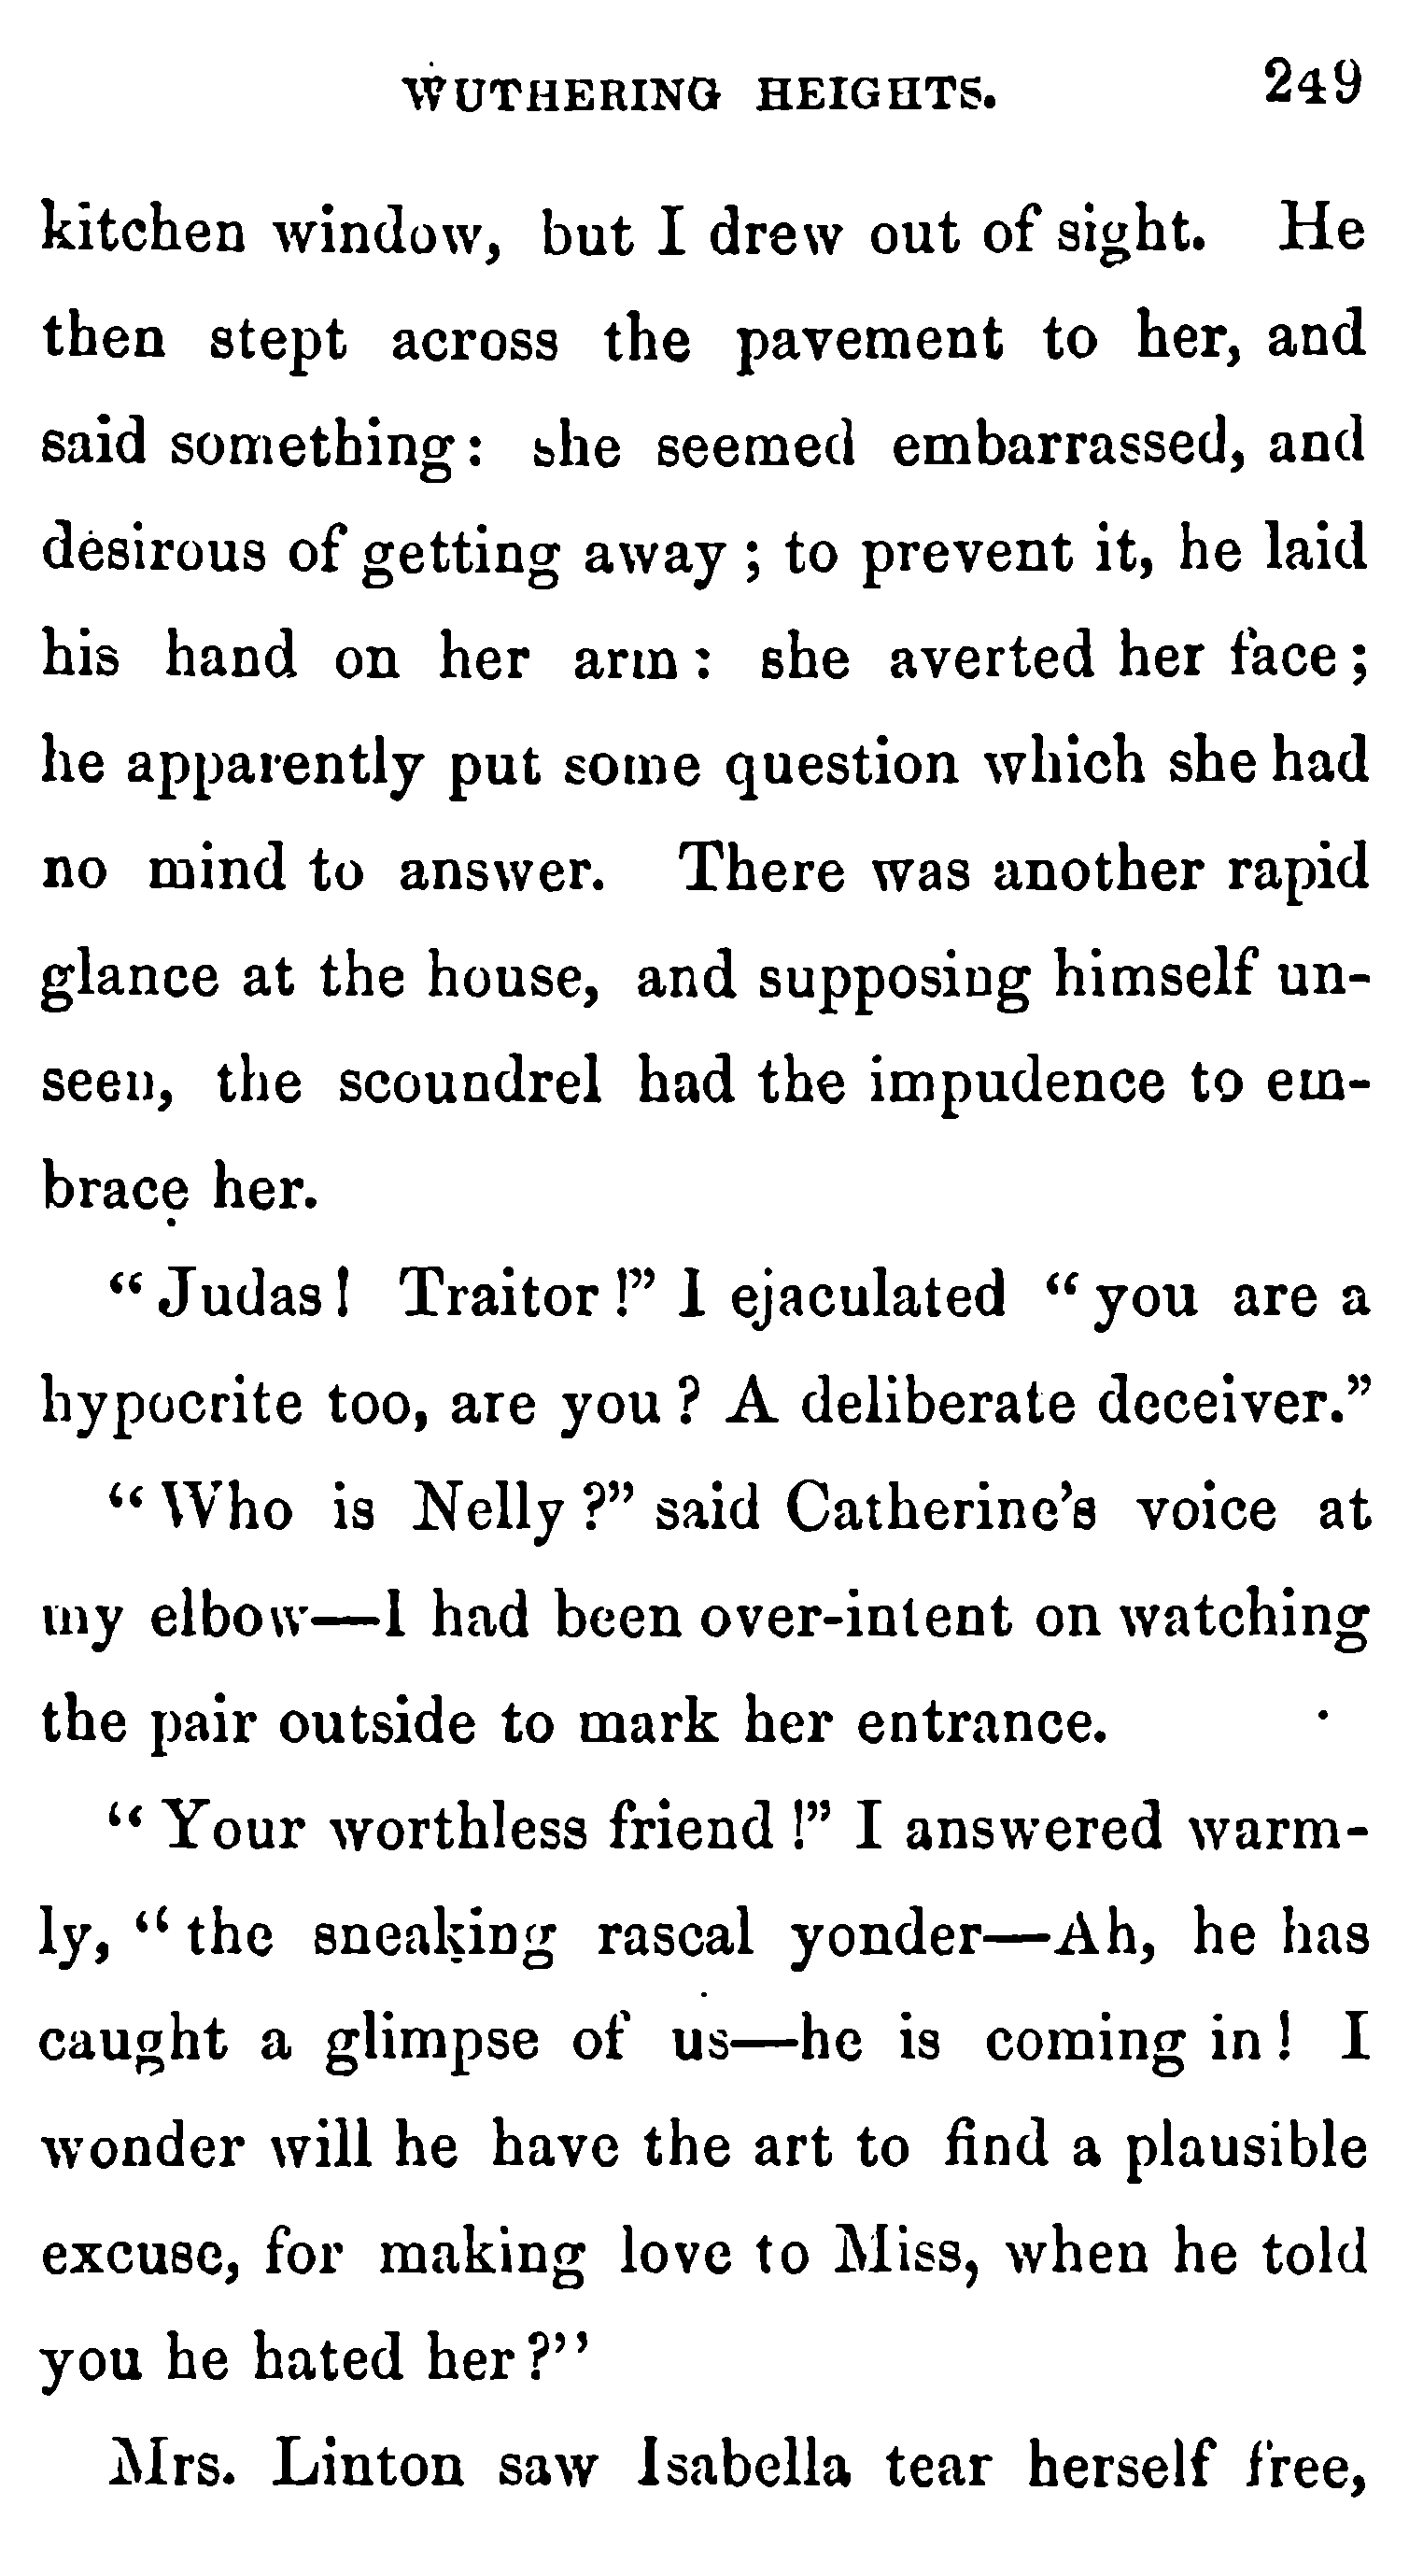 WUTHERING HEIGHTS. 249
kitchen window, but I drew out of sight. He
then stept across the pavement to her, and
said something: she seemed embarrassed, and
desirous of getting away; to prevent it, he laid
his hand on her arm: she averted her face;
he apparently put some question which she had
no mind to answer. There was another rapid
glance at the house, and supposing himself un-
seen, the scoundrel had the impudence to em-
brace her.
"Judas! Traitor!" I ejaculated "you are a
hypocrite too, are you? A deliberate deceiver."
"Who is Nelly?" said Catherine's voice at
my elbow—I had been over-intent on watching
the pair outside to mark her entrance.
"Your worthless friend!" I answered warm-
ly, "the sneaking rascal yonder—Ah, he has
caught a glimpse of us—he is coming in! I
wonder will he have the art to find a plausible
excuse, for making love to Miss, when he told
you he hated her?"
Mrs. Linton saw Isabella tear herself free,